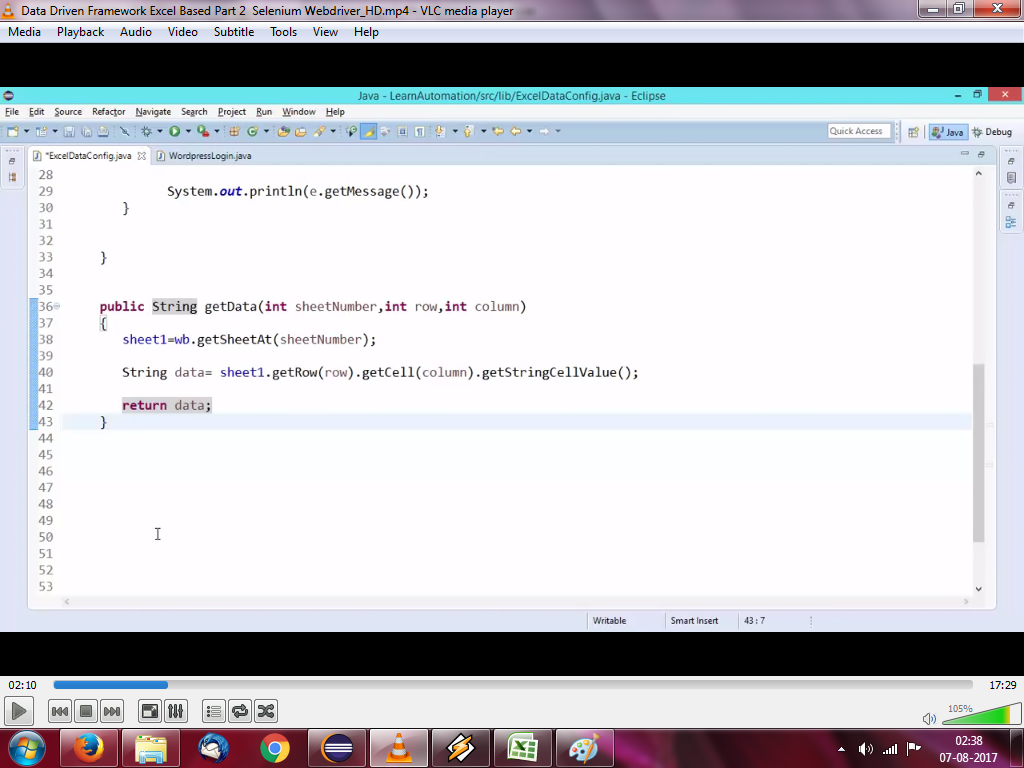 Data Driven Framework Excel Based Part 2 Selenium Webdriver_HD.mp4 - VLC media player
Media Playback Audio Video Subtitle Tools View Help
Java - LearnAutomation/src/lib/ExcelDataConfig.java - Eclipse
File Edit Source Refactor Navigate Search Project Run Window Help
Quick Access Java Debug
*ExcelDataConfig.java WordpressLogin.java
28
29 System.out.println(e.getMessage());
30 }
31
32
33 }
34
35
36 public String getData(int sheetNumber,int row,int column)
37 {
38 sheet1=wb.getSheetAt(sheetNumber);
39
40 String data= sheet1.getRow(row).getCell(column).getStringCellValue();
41
42 return data;
43 }
44
45
46
47
48
49
50
51
52
53
Writable Smart Insert 43 : 7
02:10 17:29
105%
02:38
07-08-2017